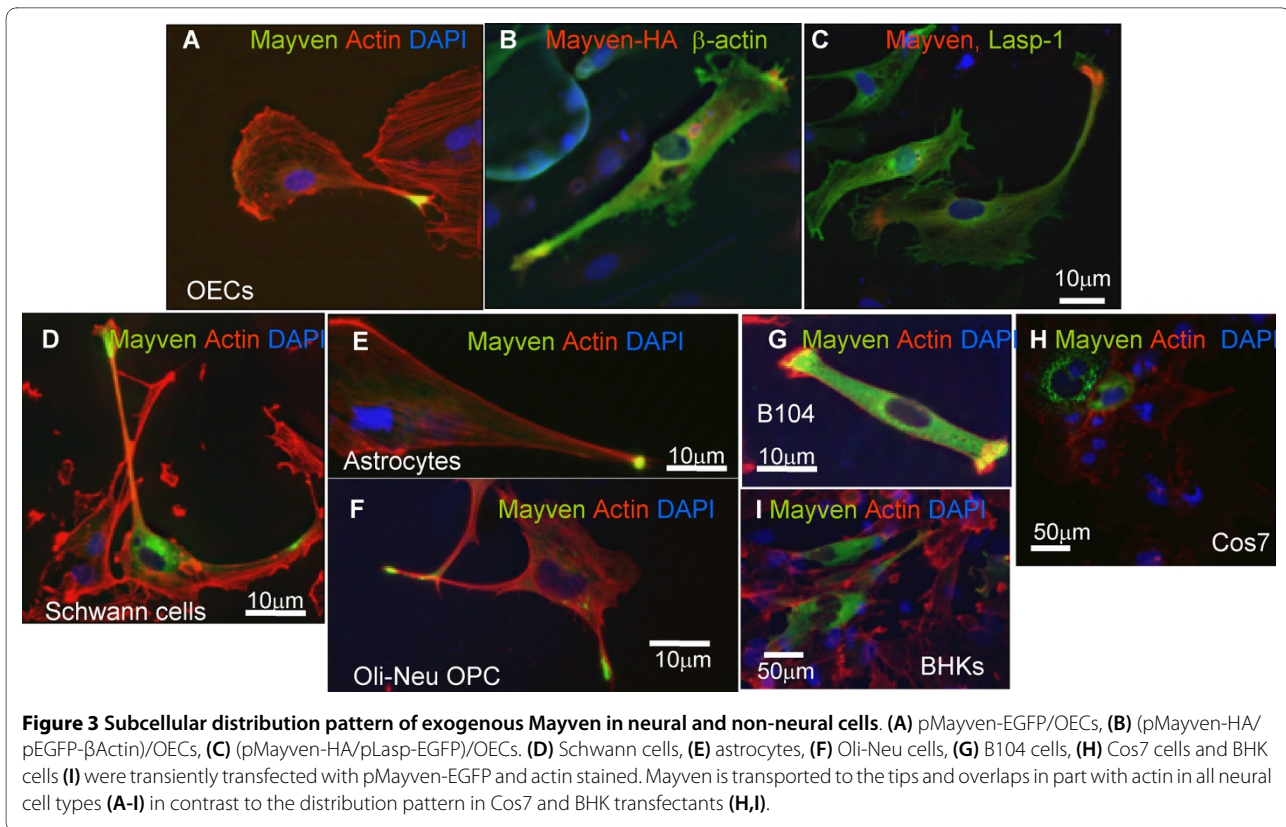 A Mayven Actin DAPI
OECs
B Mayven-HA β-actin
C Mayven, Lasp-1
10μm
D Mayven Actin DAPI
Schwann cells
10μm
E Mayven Actin DAPI
Astrocytes
10μm
F Mayven Actin DAPI
Oli-Neu OPC
10μm
G Mayven Actin DAPI
B104
10μm
H Mayven Actin DAPI
50μm
Cos7
I Mayven Actin DAPI
50μm
BHKs
Figure 3 Subcellular distribution pattern of exogenous Mayven in neural and non-neural cells. (A) pMayven-EGFP/OECs, (B) (pMayven-HA/
pEGFP-βActin)/OECs, (C) (pMayven-HA/pLasp-EGFP)/OECs. (D) Schwann cells, (E) astrocytes, (F) Oli-Neu cells, (G) B104 cells, (H) Cos7 cells and BHK
cells (I) were transiently transfected with pMayven-EGFP and actin stained. Mayven is transported to the tips and overlaps in part with actin in all neural
cell types (A-I) in contrast to the distribution pattern in Cos7 and BHK transfectants (H,I).